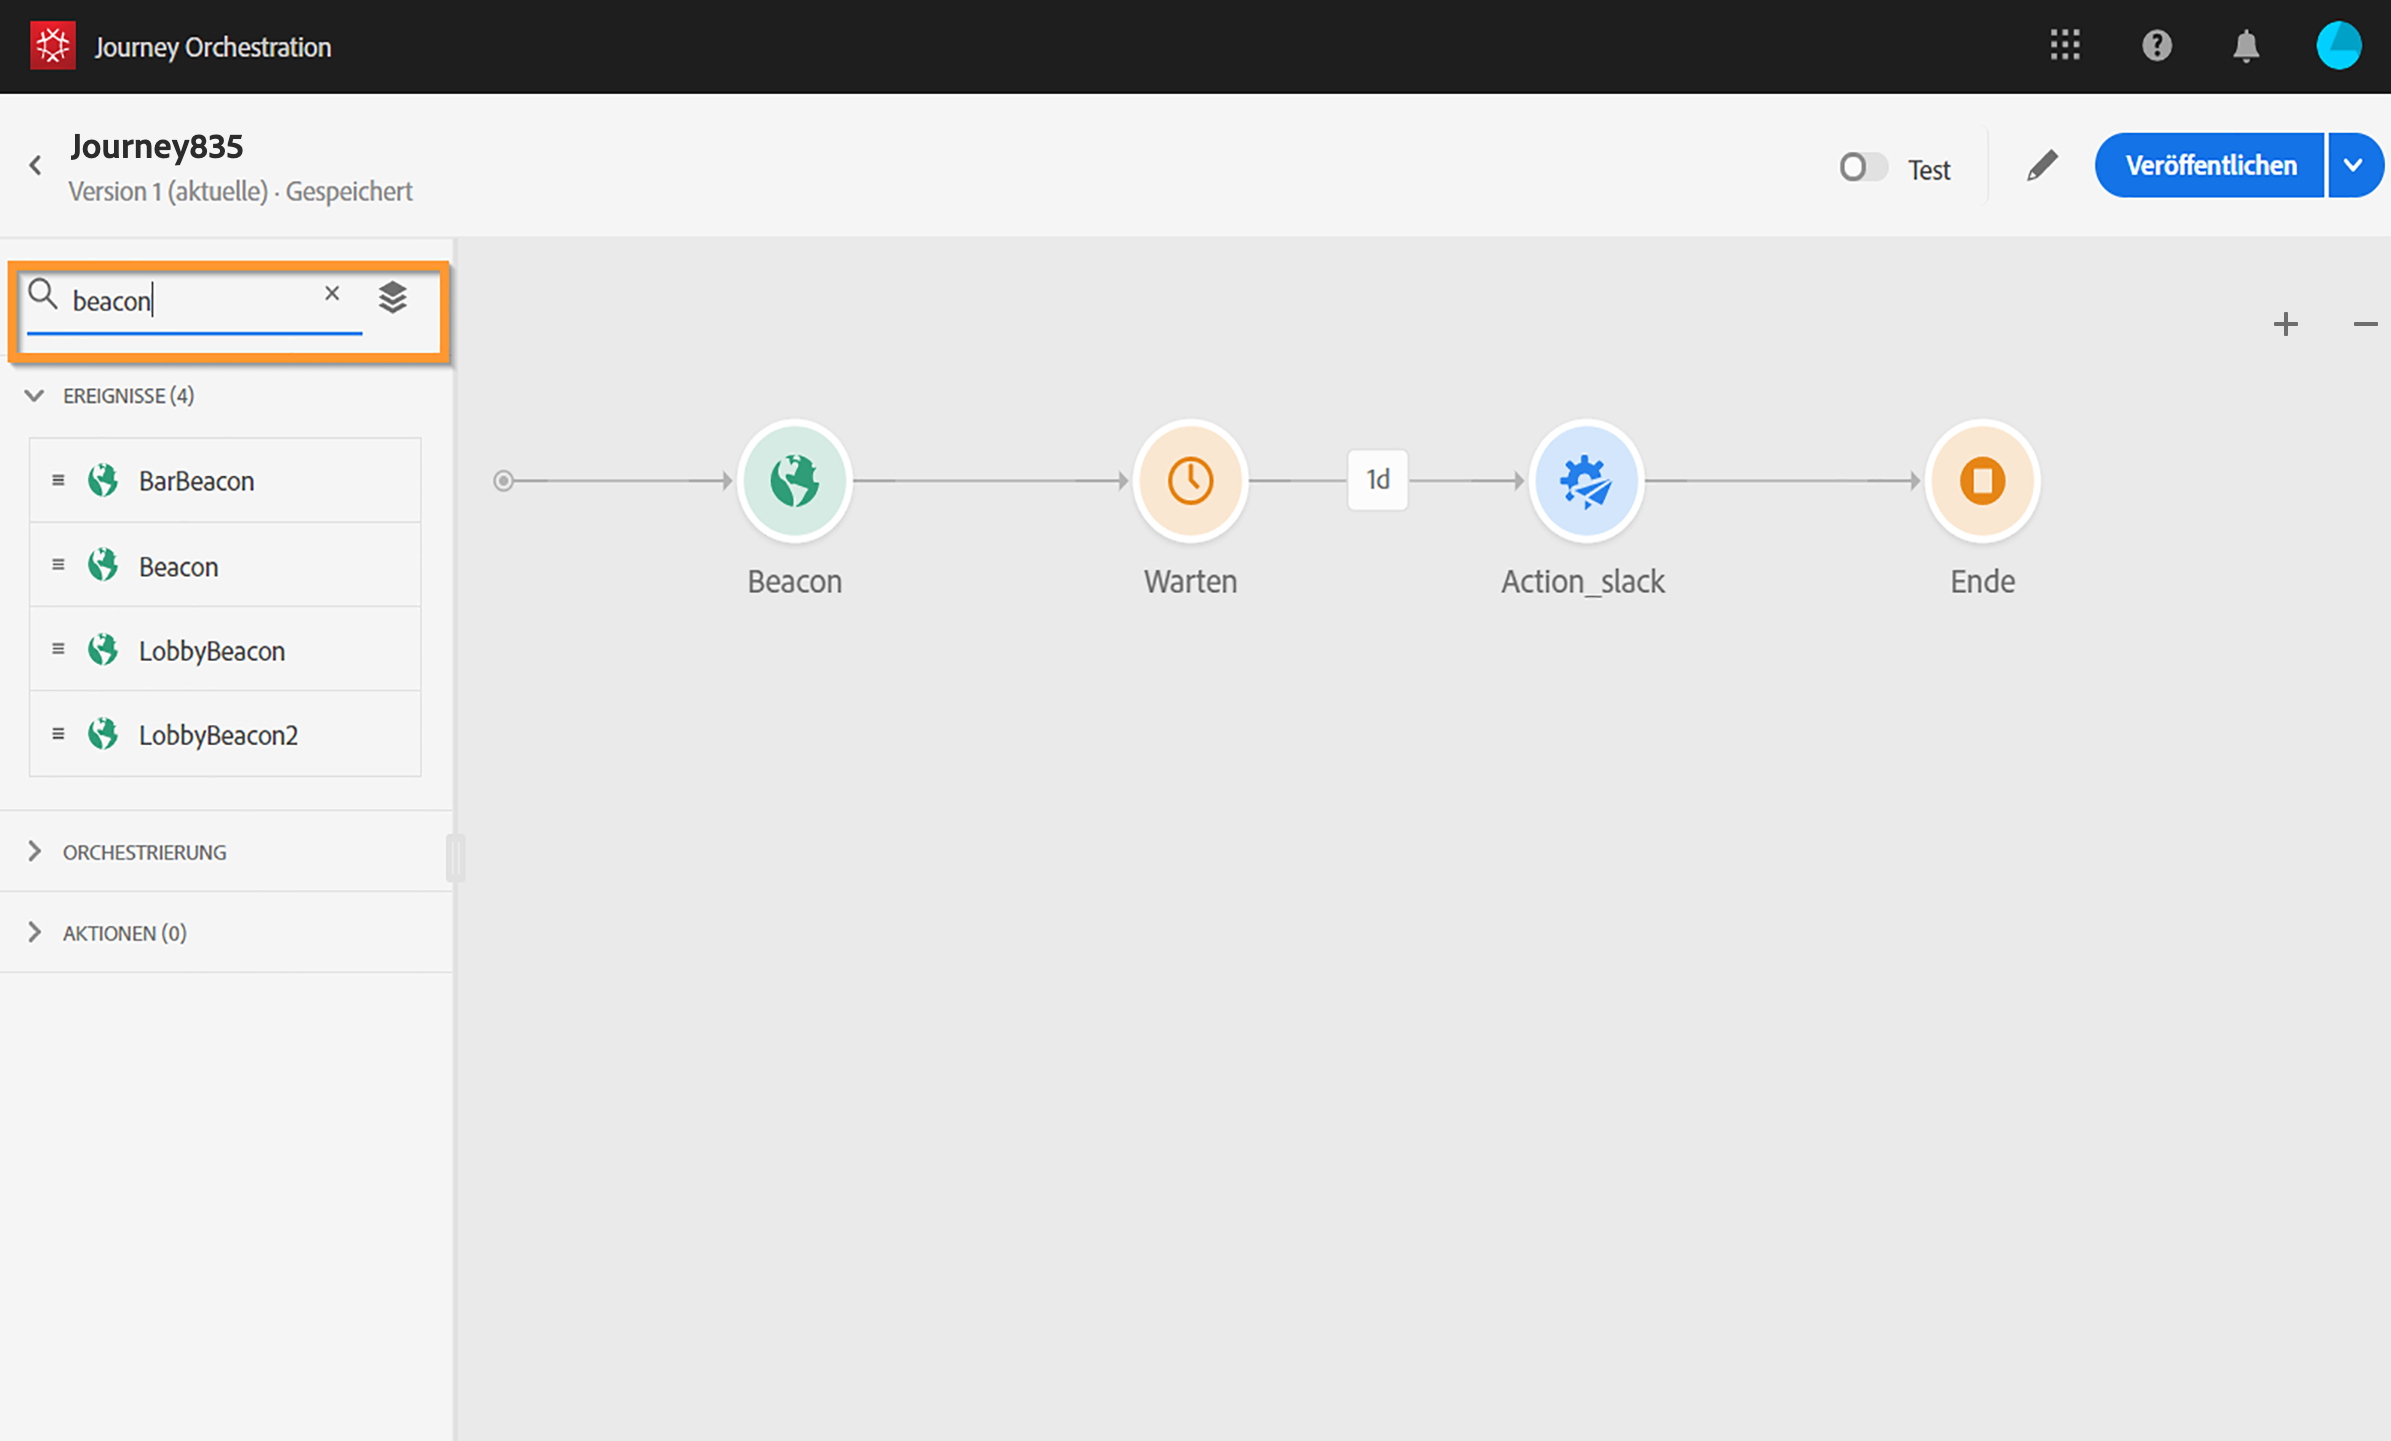 Journey Orchestration
Journey835
Version 1 (aktuelle) · Gespeichert
Test
Veröffentlichen
beacon
EREIGNISSE (4)
BarBeacon
Beacon
LobbyBeacon
LobbyBeacon2
ORCHESTRIERUNG
AKTIONEN (0)
1d
Beacon
Warten
Action_slack
Ende